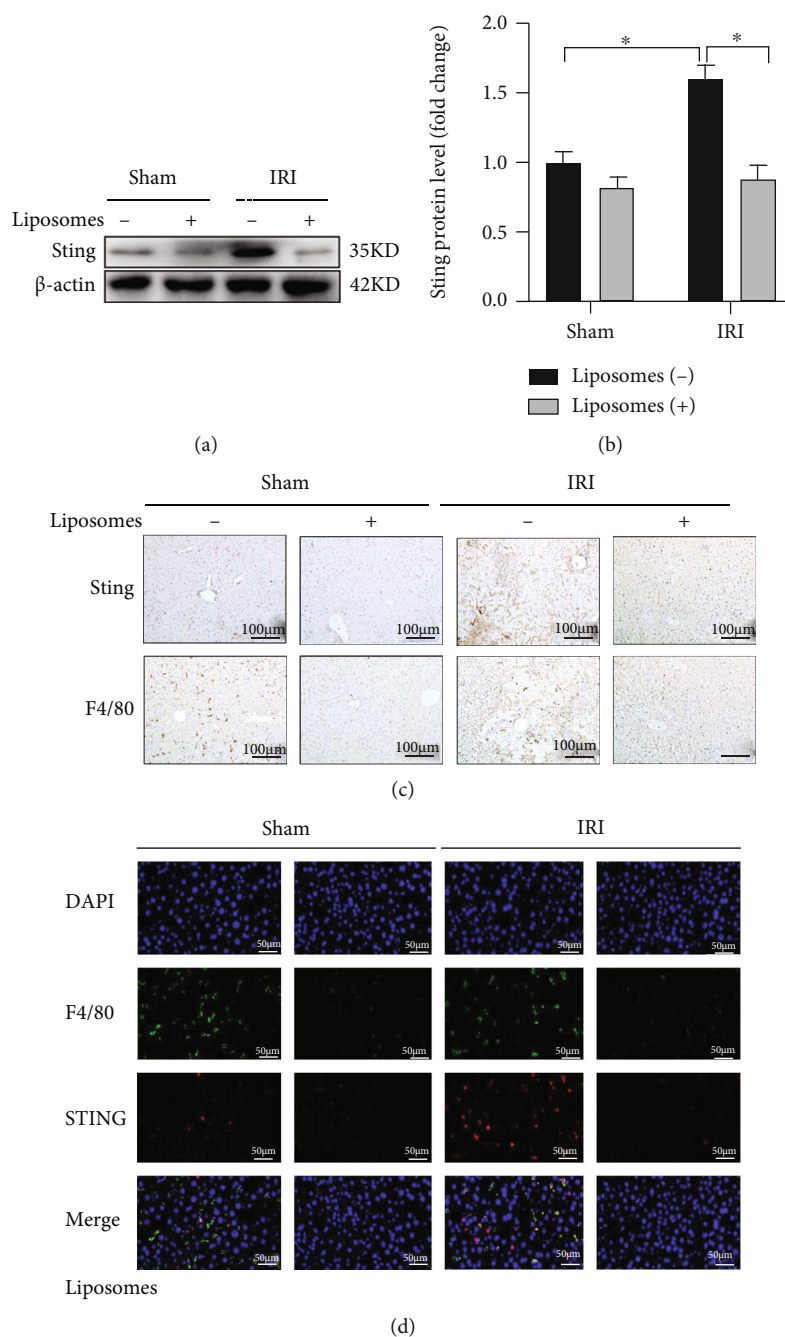 Sham IRI
Liposomes – + – +
Sting 35KD
β-actin 42KD
(a)
Sting protein level (fold change)
2.0
1.5
1.0
0.5
0.0
* *
Sham IRI
Liposomes (–)
Liposomes (+)
(b)
Sham IRI
Liposomes – + – +
Sting
100μm 100μm 100μm 100μm
F4/80
100μm 100μm 100μm
(c)
Sham IRI
DAPI
50μm 50μm 50μm 50μm
F4/80
50μm 50μm 50μm 50μm
STING
50μm 50μm 50μm 50μm
Merge
50μm 50μm 50μm 50μm
Liposomes
(d)